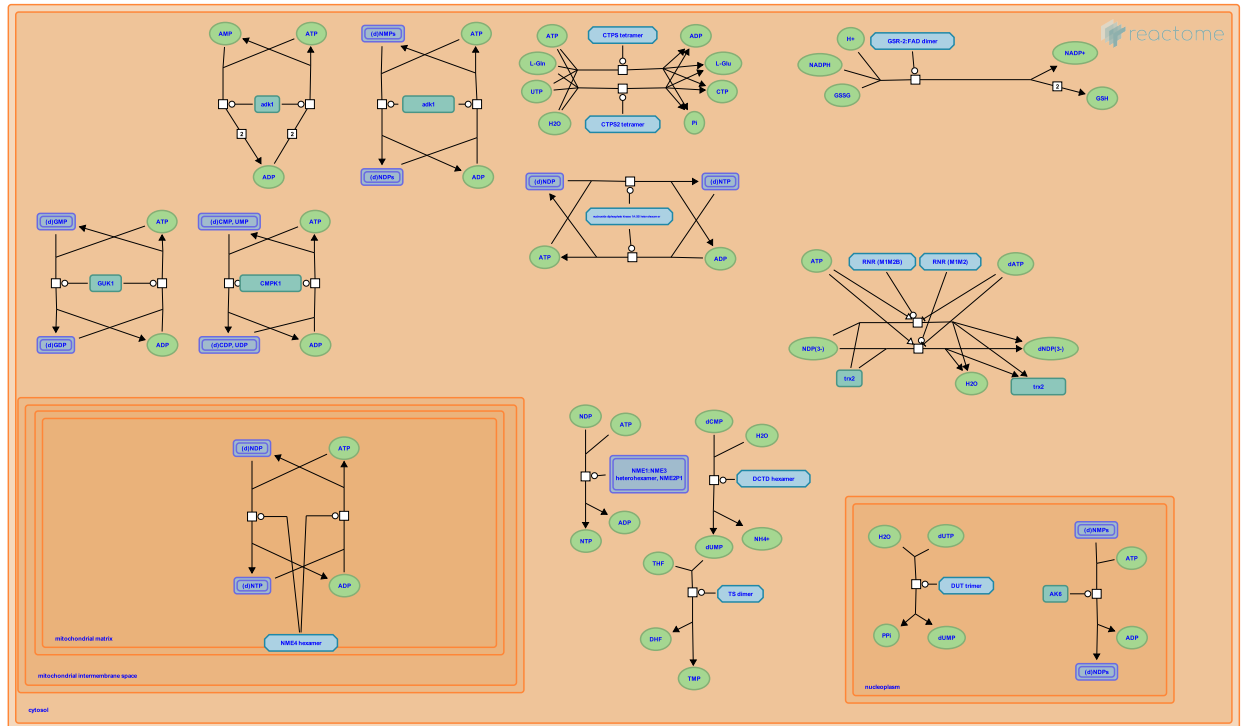 reactome
AMP
ATP
adk1
2
2
ADP
(d)NMPs
ATP
adk1
(d)NDPs
ADP
ATP
CTPS tetramer
ADP
L-Gln
L-Glu
UTP
CTP
H2O
CTPS2 tetramer
Pi
H+
GSR-2:FAD dimer
NADP+
NADPH
GSSG
2
GSH
(d)NDP
(d)NTP
ATP
ADP
(d)GMP
ATP
GUK1
(d)GDP
ADP
(d)CMP, UMP
ATP
CMPK1
(d)CDP, UDP
ADP
ATP
RNR (M1M2B)
RNR (M1M2)
dATP
NDP(3-)
dNDP(3-)
trx2
H2O
trx2
(d)NDP
ATP
(d)NTP
ADP
NME4 hexamer
mitochondrial matrix
mitochondrial intermembrane space
cytosol
NDP
ATP
NME1:NME3
heterohexamer, NME2P1
ADP
NTP
dCMP
H2O
DCTD hexamer
NH4+
dUMP
THF
TS dimer
DHF
TMP
H2O
dUTP
DUT trimer
PPi
dUMP
(d)NMPs
ATP
AK6
ADP
(d)NDPs
nucleoplasm